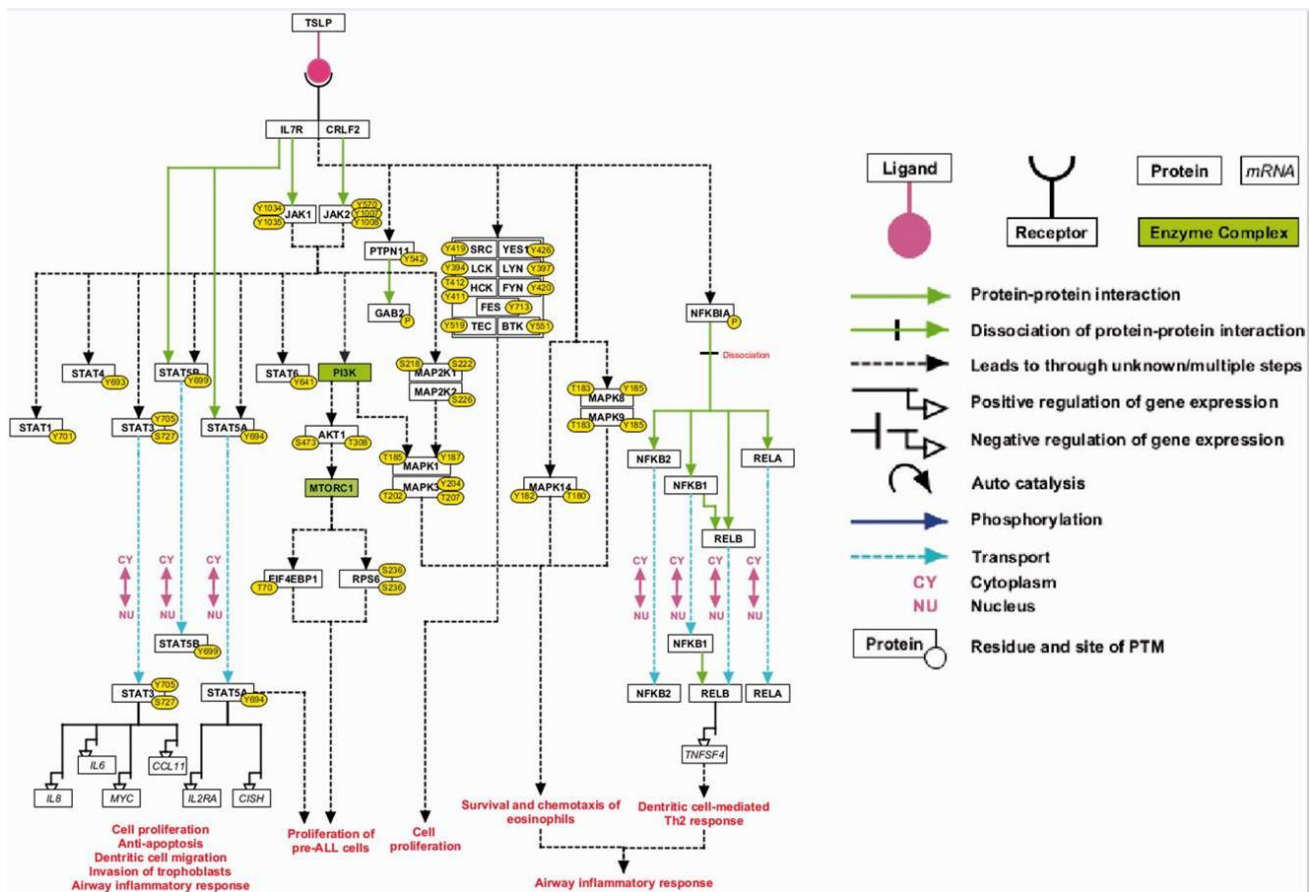 TSLP
IL7R CRLF2
Y1034 JAK1 JAK2 Y570
Y1035 Y1007
Y1008
PTPN11
Y542
GAB2
P
Y419 SRC YES1 Y426
Y394 LCK LYN Y397
T412 HCK FYN Y420
Y411
FES Y713
Y519 TEC BTK Y551
NFKBIA
P
Dissociation
STAT4
Y693
STAT5B
Y699
STAT6
Y641
PI3K
S218 S222
MAP2K1
MAP2K2
S226
T183 Y185
MAPK8
MAPK9
T183 Y185
STAT1
Y701
STAT3 Y705
S727
STAT5A
Y694
AKT1
S473 T308
T185 Y187
MAPK1
MAPK3 Y204
T202 T207
MTORC1
MAPK14
Y182 T180
NFKB2
NFKB1
RELA
RELB
EIF4EBP1
T70
RPS6 S236
S236
CY CY CY
NU NU NU
CY CY CY CY
NU NU NU NU
STAT5B
Y699
NFKB1
STAT3 Y705
S727
STAT5A
Y694
NFKB2 RELB RELA
TNFSF4
IL6 CCL11
IL8 MYC IL2RA CISH
Cell proliferation
Anti-apoptosis
Dentritic cell migration
Invasion of trophoblasts
Airway inflammatory response
Proliferation of
pre-ALL cells
Cell
proliferation
Survival and chemotaxis of
eosinophils
Dentritic cell-mediated
Th2 response
Airway inflammatory response
Ligand
Receptor
Protein mRNA
Enzyme Complex
Protein-protein interaction
Dissociation of protein-protein interaction
Leads to through unknown/multiple steps
Positive regulation of gene expression
Negative regulation of gene expression
Auto catalysis
Phosphorylation
Transport
CY Cytoplasm
NU Nucleus
Protein Residue and site of PTM